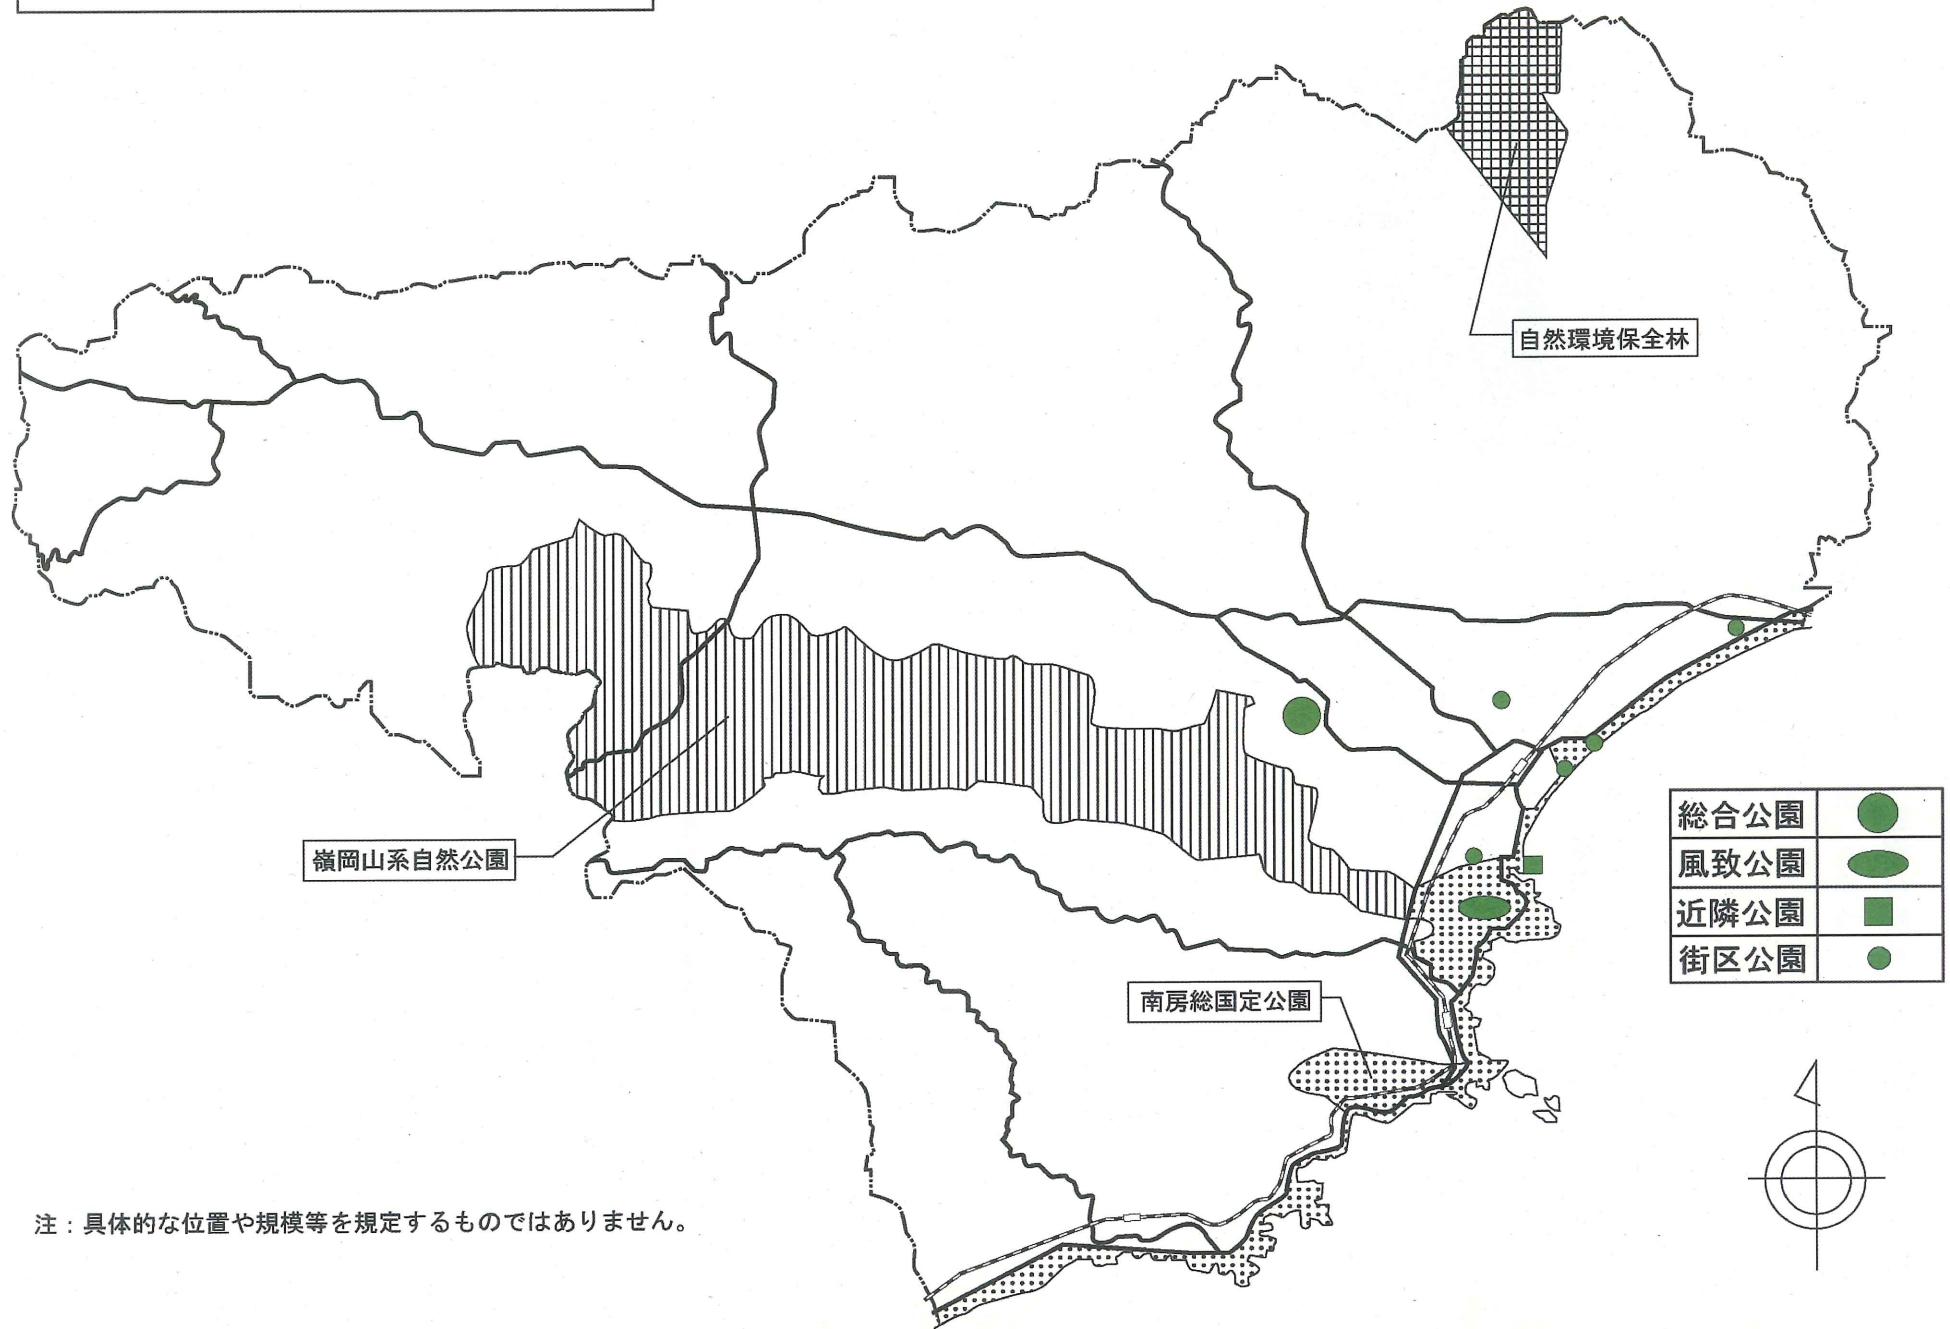 自然環境保全林
嶺岡山系自然公園
南房総国定公園
総合公園
風致公園
近隣公園
街区公園
注：具体的な位置や規模等を規定するものではありません。